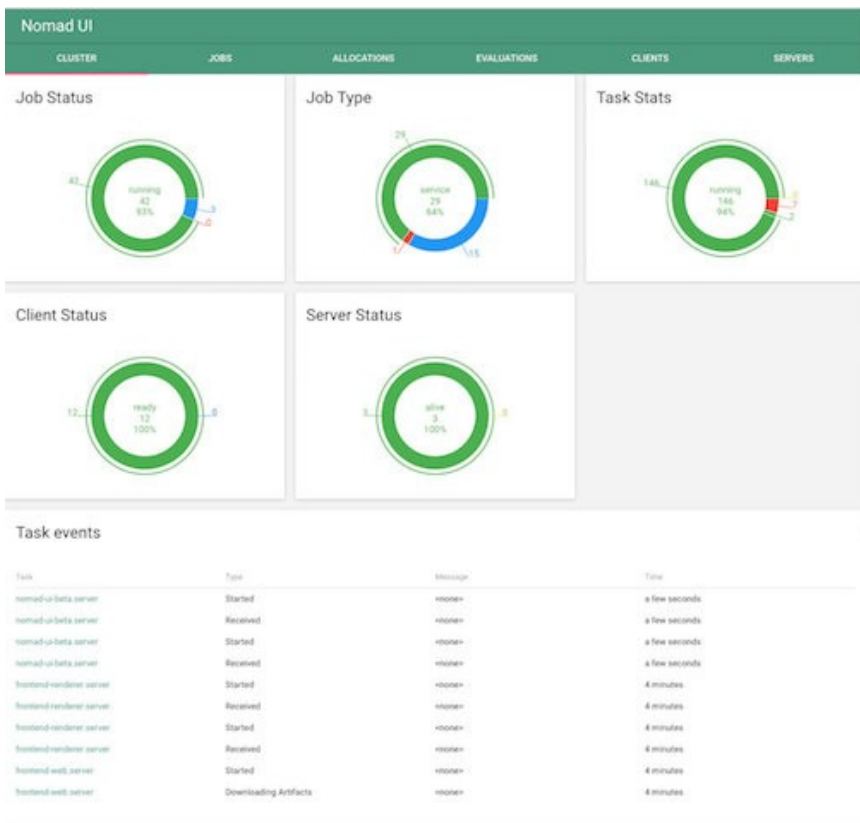 Nomad UI
CLUSTER JOBS ALLOCATIONS EVALUATIONS CLIENTS SERVERS
Job Status Job Type Task Stats
42 running 42 93% 3 0
29 service 29 64% 1 15
146 running 146 94% 2
Client Status Server Status
12 ready 12 100% 0
3 alive 3 100% 0
Task events
Task Type Message Time
nomad-ui-beta.server Started <none> a few seconds
nomad-ui-beta.server Received <none> a few seconds
nomad-ui-beta.server Started <none> a few seconds
nomad-ui-beta.server Received <none> a few seconds
frontend-renderer.server Started <none> 4 minutes
frontend-renderer.server Received <none> 4 minutes
frontend-renderer.server Started <none> 4 minutes
frontend-renderer.server Received <none> 4 minutes
frontend-web.server Started <none> 4 minutes
frontend-web.server Downloading Artifacts <none> 4 minutes